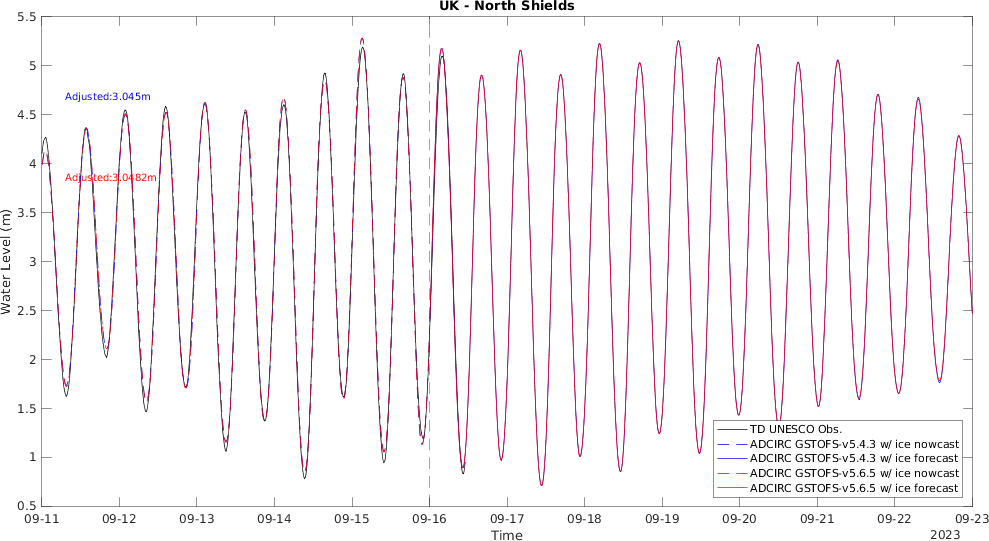 UK - North Shields
5.5
5
4.5
4
3.5
3
2.5
2
1.5
1
0.5
Water Level (m)
Adjusted:3.045m
Adjusted:3.0482m
TD UNESCO Obs.
ADCIRC GSTOFS-v5.4.3 w/ ice nowcast
ADCIRC GSTOFS-v5.4.3 w/ ice forecast
ADCIRC GSTOFS-v5.6.5 w/ ice nowcast
ADCIRC GSTOFS-v5.6.5 w/ ice forecast
09-11 09-12 09-13 09-14 09-15 09-16 09-17 09-18 09-19 09-20 09-21 09-22 09-23
Time
2023